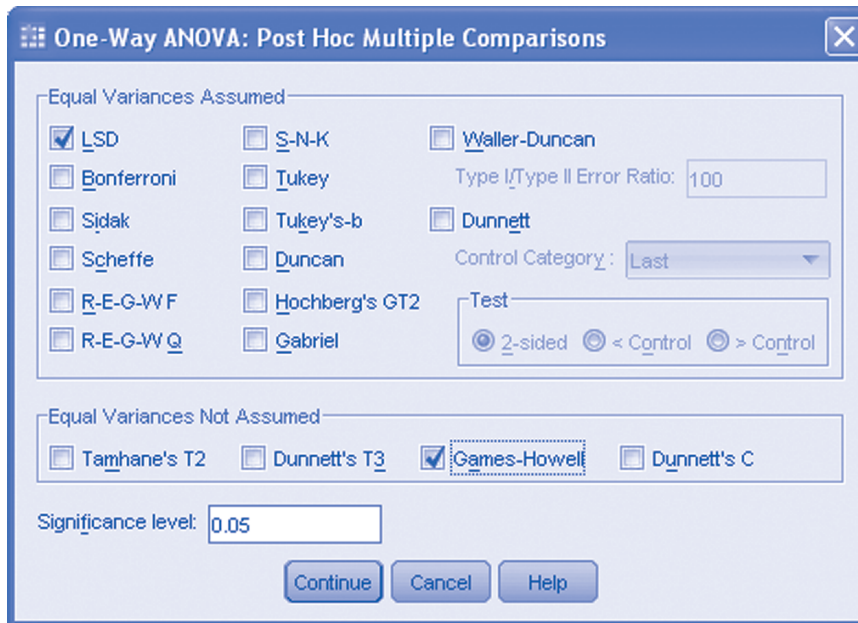 One-Way ANOVA: Post Hoc Multiple Comparisons
Equal Variances Assumed
LSD
S-N-K
Waller-Duncan
Bonferroni
Tukey
Type I/Type II Error Ratio: 100
Sidak
Tukey's-b
Dunnett
Scheffe
Duncan
Control Category : Last
R-E-G-W F
Hochberg's GT2
Test
R-E-G-W Q
Gabriel
2-sided
< Control
> Control
Equal Variances Not Assumed
Tamhane's T2
Dunnett's T3
Games-Howell
Dunnett's C
Significance level: 0.05
Continue
Cancel
Help